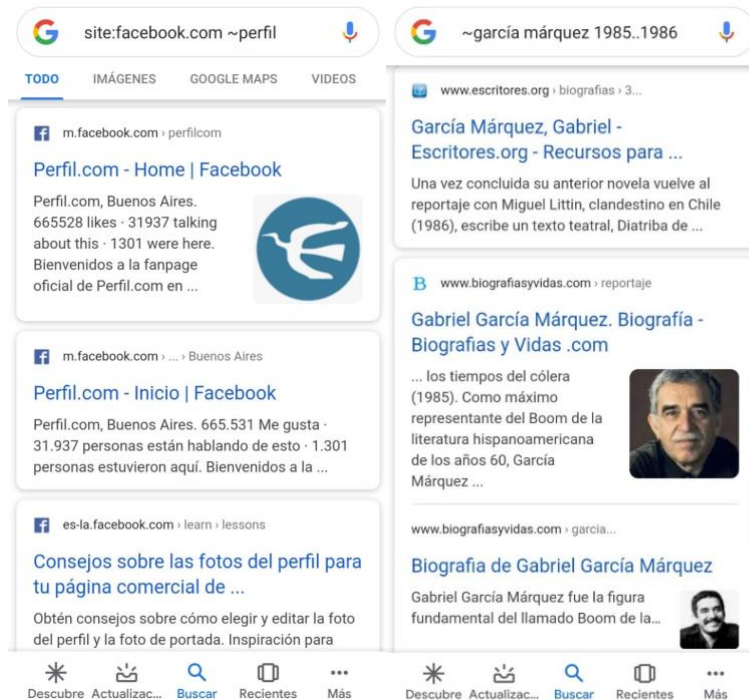 site:facebook.com ~perfil
TODO IMÁGENES GOOGLE MAPS VIDEOS
m.facebook.com › perfilcom
Perfil.com - Home | Facebook
Perfil.com, Buenos Aires.
665528 likes · 31937 talking
about this · 1301 were here.
Bienvenidos a la fanpage
oficial de Perfil.com en ...
m.facebook.com › ... › Buenos Aires
Perfil.com - Inicio | Facebook
Perfil.com, Buenos Aires. 665.531 Me gusta ·
31.937 personas están hablando de esto · 1.301
personas estuvieron aquí. Bienvenidos a la ...
es-la.facebook.com › learn › lessons
Consejos sobre las fotos del perfil para
tu página comercial de ...
Obtén consejos sobre cómo elegir y editar la foto
del perfil y la foto de portada. Inspiración para
Descubre Actualizac... Buscar Recientes Más
~garcía márquez 1985..1986
www.escritores.org › biografias › 3...
García Márquez, Gabriel -
Escritores.org - Recursos para ...
Una vez concluida su anterior novela vuelve al
reportaje con Miguel Littin, clandestino en Chile
(1986), escribe un texto teatral, Diatriba de ...
B www.biografiasyvidas.com › reportaje
Gabriel García Márquez. Biografía -
Biografias y Vidas .com
... los tiempos del cólera
(1985). Como máximo
representante del Boom de la
literatura hispanoamericana
de los años 60, García
Márquez ...
www.biografiasyvidas.com › garcia...
Biografia de Gabriel García Márquez
Gabriel García Márquez fue la figura
fundamental del llamado Boom de la...
Descubre Actualizac... Buscar Recientes Más